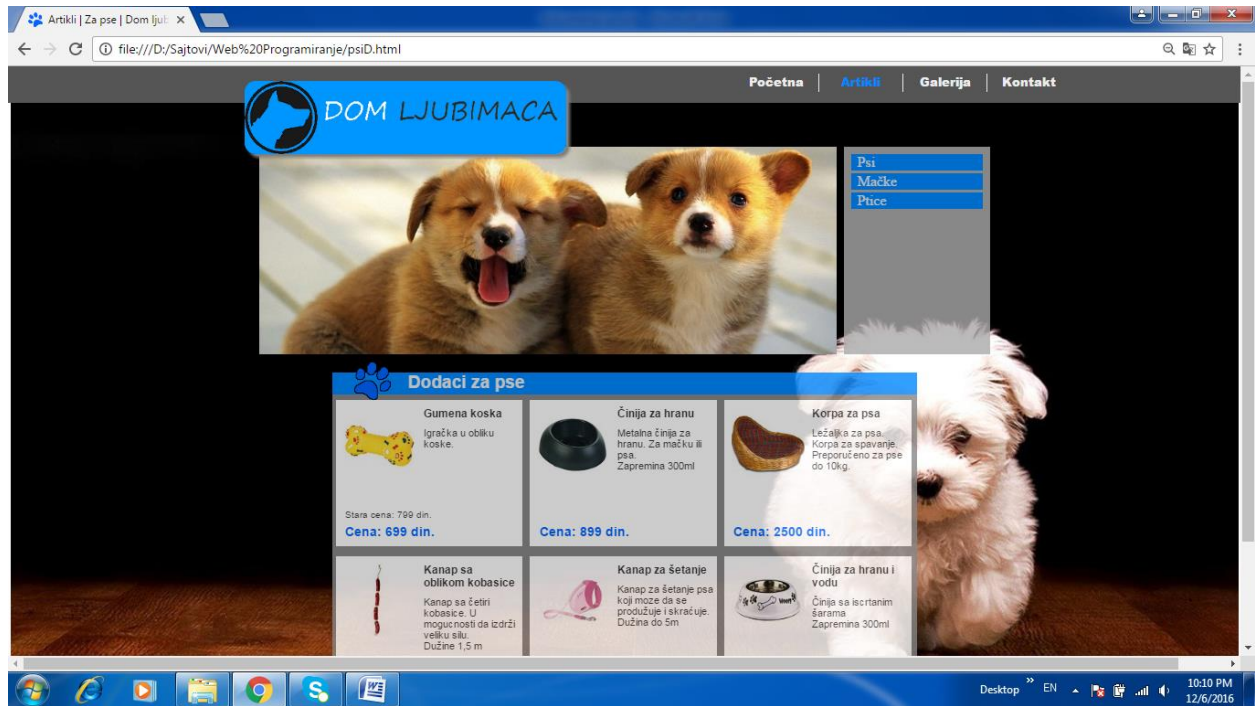 Artikli | Za pse | Dom ljub
file:///D:/Sajtovi/Web%20Programiranje/psiD.html
Početna
Artikli
Galerija
Kontakt
DOM LJUBIMACA
Psi
Mačke
Ptice
Dodaci za pse
Gumena koska
Igračka u obliku
koske.
Stara cena: 799 din.
Cena: 699 din.
Činija za hranu
Metalna činija za
hranu. Za mačku ili
psa.
Zapremina 300ml
Cena: 899 din.
Korpa za psa
Ležaljka za psa.
Korpa za spavanje.
Preporučeno za pse
do 10kg.
Cena: 2500 din.
Kanap sa
oblikom kobasice
Kanap sa četiri
kobasice. U
mogucnosti da izdrži
veliku silu.
Dužine 1,5 m
Kanap za šetanje
Kanap za šetanje psa
koji moze da se
produžuje i skraćuje.
Dužina do 5m
Činija za hranu i
vodu
Činija sa iscrtanim
šarama
Zapremina 300ml
Desktop
EN
10:10 PM
12/6/2016